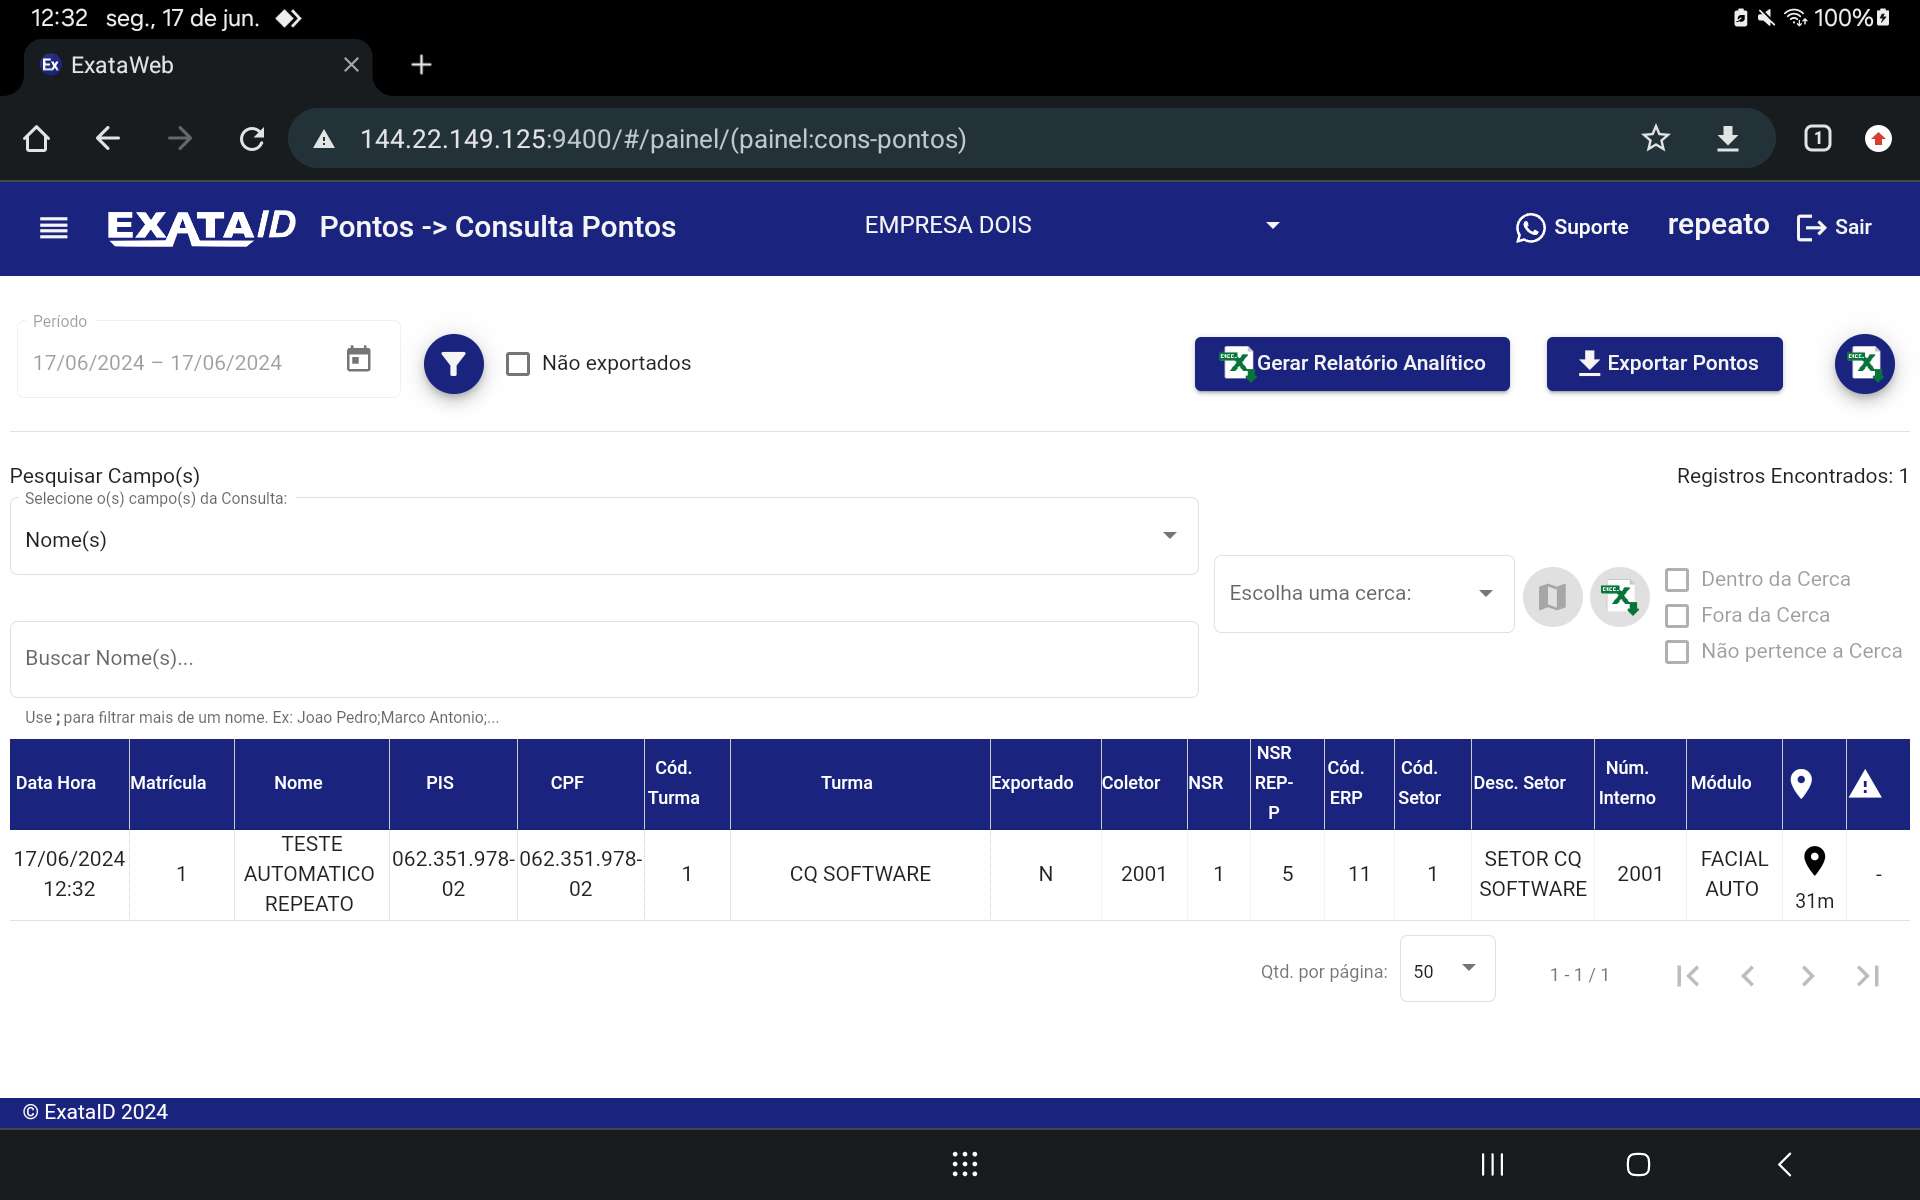 12:32 seg., 17 de jun. 100%
Ex ExataWeb
144.22.149.125:9400/#/painel/(painel:cons-pontos) 1
EXATA ID Pontos -> Consulta Pontos EMPRESA DOIS Suporte repeato Sair
Período
17/06/2024 – 17/06/2024 Não exportados Gerar Relatório Analítico Exportar Pontos
Pesquisar Campo(s) Registros Encontrados: 1
Selecione o(s) campo(s) da Consulta:
Nome(s)
Escolha uma cerca: Dentro da Cerca
Fora da Cerca
Não pertence a Cerca
Buscar Nome(s)...
Use ; para filtrar mais de um nome. Ex: Joao Pedro;Marco Antonio;...
Data Hora Matrícula Nome PIS CPF Cód. Turma Turma Exportado Coletor NSR NSR REP-P Cód. ERP Cód. Setor Desc. Setor Núm. Interno Módulo
17/06/2024 12:32 1 TESTE AUTOMATICO REPEATO 062.351.978-02 062.351.978-02 1 CQ SOFTWARE N 2001 1 5 11 1 SETOR CQ SOFTWARE 2001 FACIAL AUTO 31m -
Qtd. por página: 50 1 - 1 / 1
© ExataID 2024